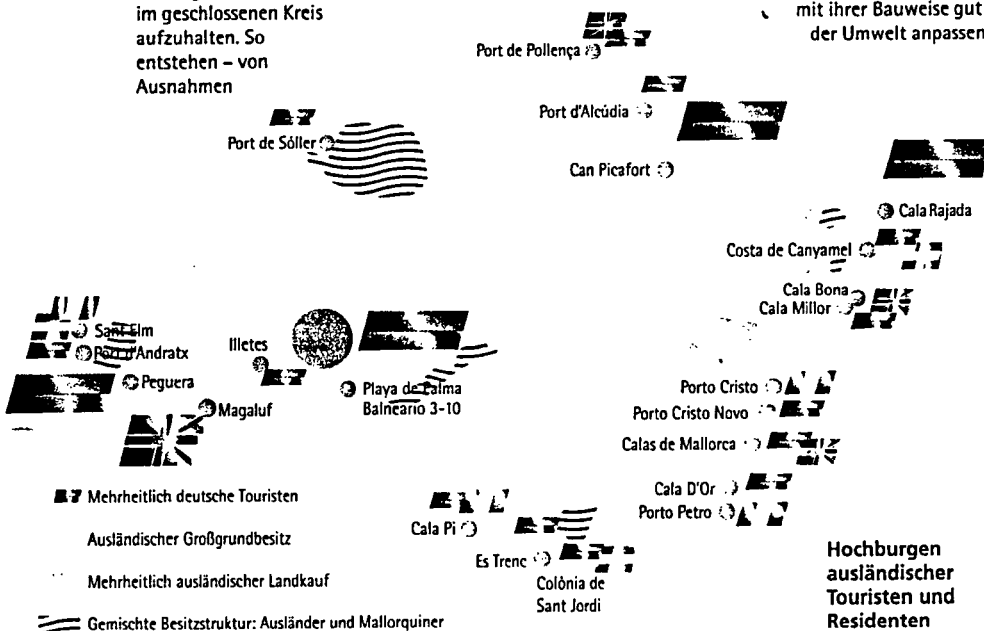 im geschlossenen Kreis
aufzuhalten. So
entstehen – von
Ausnahmen
mit ihrer Bauweise gut
der Umwelt anpassen
Port de Pollença
Port d'Alcúdia
Port de Sóller
Can Picafort
Cala Rajada
Costa de Canyamel
Cala Bona
Cala Millor
Sant Elm
Port d'Andratx
Illetes
Peguera
Playa de Palma
Balneario 3-10
Magaluf
Porto Cristo
Porto Cristo Novo
Calas de Mallorca
Cala D'Or
Porto Petro
Cala Pi
Es Trenc
Colònia de
Sant Jordi
Mehrheitlich deutsche Touristen
Ausländischer Großgrundbesitz
Mehrheitlich ausländischer Landkauf
Gemischte Besitzstruktur: Ausländer und Mallorquiner
Hochburgen
ausländischer
Touristen und
Residenten